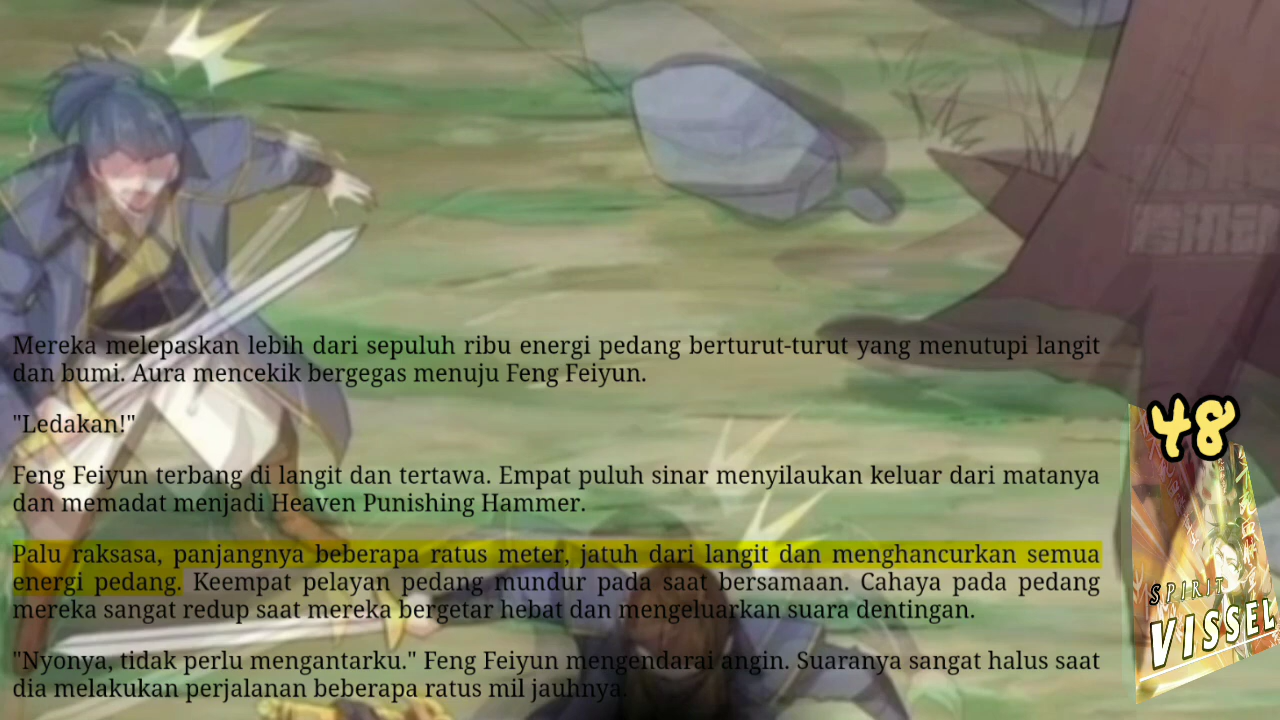 Mereka melepaskan lebih dari sepuluh ribu energi pedang berturut-turut yang menutupi langit
dan bumi. Aura mencekik bergegas menuju Feng Feiyun.
"Ledakan!"
Feng Feiyun terbang di langit dan tertawa. Empat puluh sinar menyilaukan keluar dari matanya
dan memadat menjadi Heaven Punishing Hammer.
Palu raksasa, panjangnya beberapa ratus meter, jatuh dari langit dan menghancurkan semua
energi pedang. Keempat pelayan pedang mundur pada saat bersamaan. Cahaya pada pedang
mereka sangat redup saat mereka bergetar hebat dan mengeluarkan suara dentingan.
"Nyonya, tidak perlu mengantarku." Feng Feiyun mengendarai angin. Suaranya sangat halus saat
dia melakukan perjalanan beberapa ratus mil jauhnya.
48
SPIRIT
VISSEL